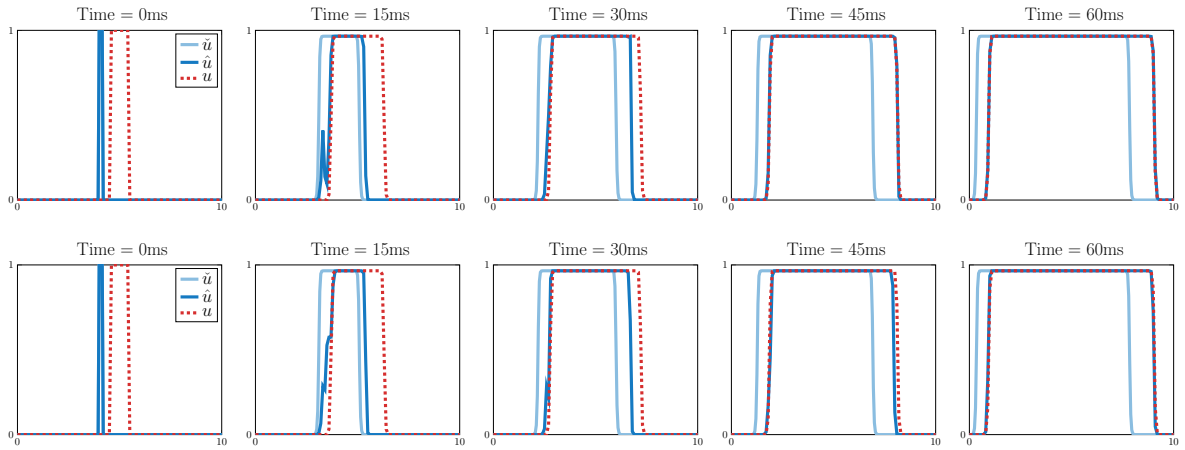 Time = 0ms Time = 15ms Time = 30ms Time = 45ms Time = 60ms
1 1 1 1 1
ǔ
û
u
0 0 0 0 0
0 10 0 10 0 10 0 10 0 10
Time = 0ms Time = 15ms Time = 30ms Time = 45ms Time = 60ms
1 1 1 1 1
ǔ
û
u
0 0 0 0 0
0 10 0 10 0 10 0 10 0 10